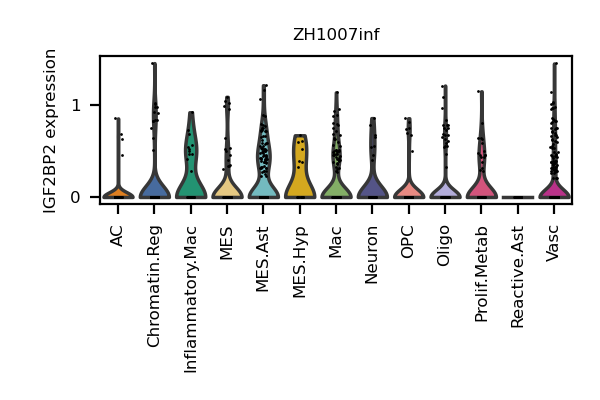 ZH1007inf
IGF2BP2 expression
1
0
AC
Chromatin.Reg
Inflammatory.Mac
MES
MES.Ast
MES.Hyp
Mac
Neuron
OPC
Oligo
Prolif.Metab
Reactive.Ast
Vasc